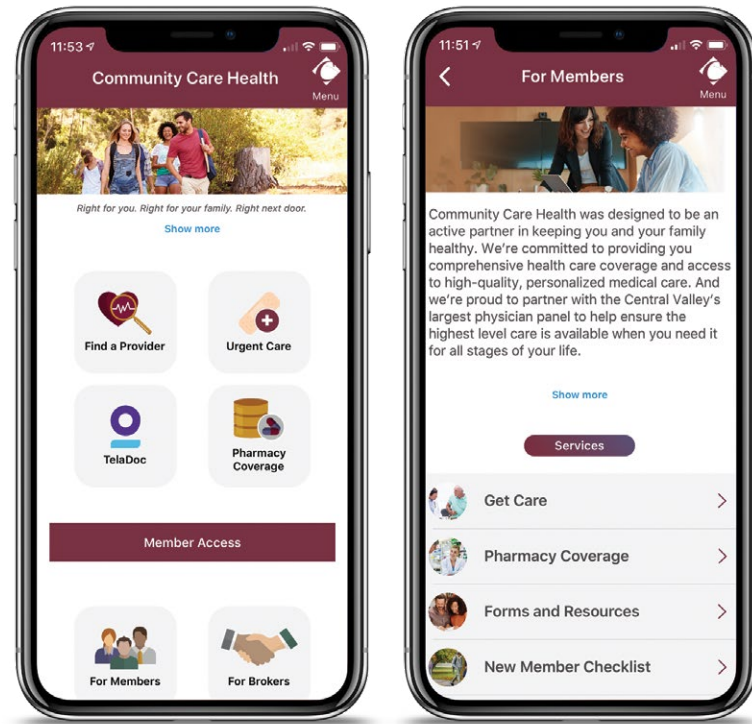 11:53
Community Care Health
Menu
Right for you. Right for your family. Right next door.
Show more
Find a Provider
Urgent Care
TelaDoc
Pharmacy
Coverage
Member Access
For Members
For Brokers
11:51
For Members
Menu
Community Care Health was designed to be an
active partner in keeping you and your family
healthy. We’re committed to providing you
comprehensive health care coverage and access
to high-quality, personalized medical care. And
we’re proud to partner with the Central Valley’s
largest physician panel to help ensure the
highest level care is available when you need it
for all stages of your life.
Show more
Services
Get Care
Pharmacy Coverage
Forms and Resources
New Member Checklist